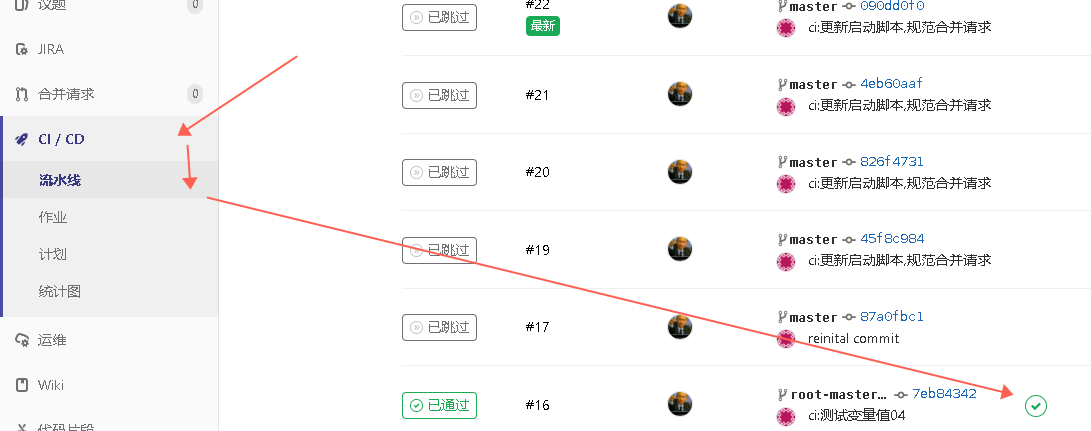 议题
0
JIRA
合并请求
0
CI / CD
流水线
作业
计划
统计图
运维
Wiki
代码片段
已跳过
#22
最新
master
090dd0f0
ci:更新启动脚本,规范合并请求
已跳过
#21
master
4eb60aaf
ci:更新启动脚本,规范合并请求
已跳过
#20
master
826f4731
ci:更新启动脚本,规范合并请求
已跳过
#19
master
45f8c984
ci:更新启动脚本,规范合并请求
已跳过
#17
master
87a0fbc1
reinital commit
已通过
#16
root-master…
7eb84342
ci:测试变量值04